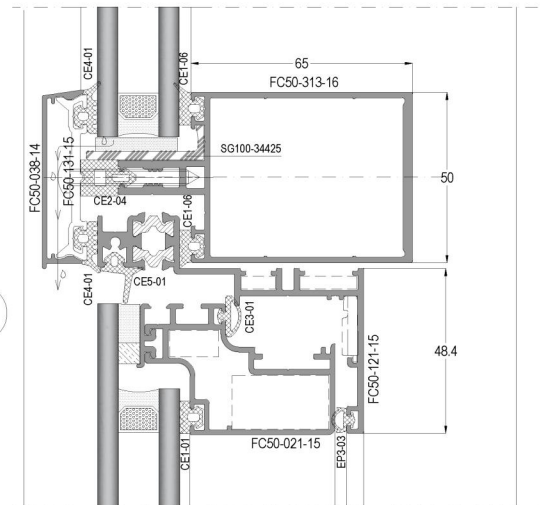 CE4-01
CE1-06
65
FC50-313-16
FC50-038-14
FC50-131-15
SG100-34425
50
CE2-04
CE1-06
CE4-01
CE5-01
CE3-01
48.4
FC50-121-15
FC50-021-15
CE1-01
EP3-03